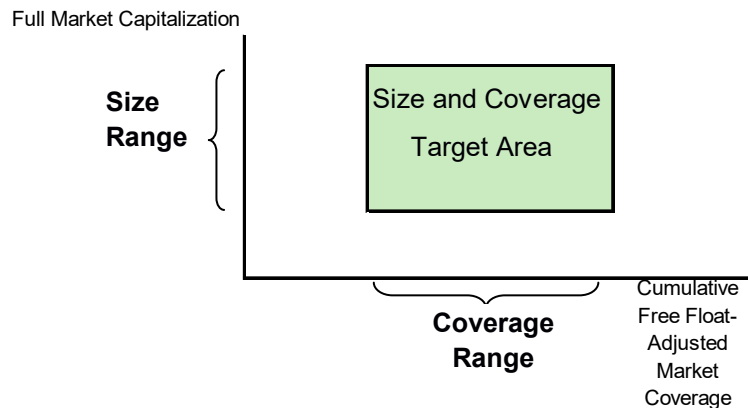 Full Market Capitalization
Size
Range
Size and Coverage
Target Area
Coverage
Range
Cumulative
Free Float-
Adjusted
Market
Coverage